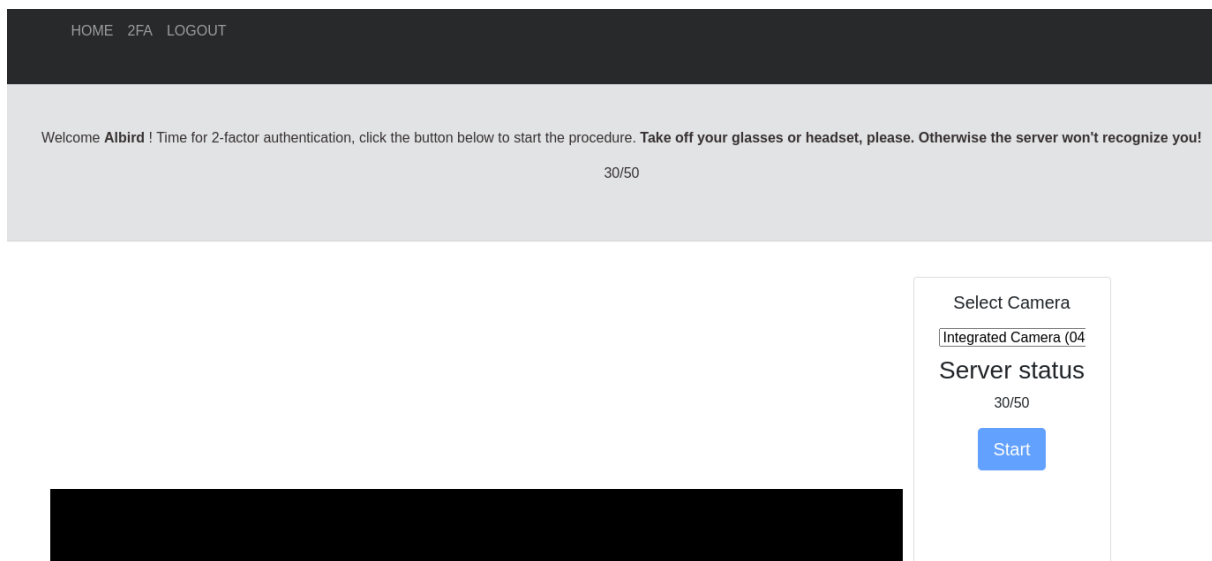 HOME 2FA LOGOUT
Welcome Albird ! Time for 2-factor authentication, click the button below to start the procedure. Take off your glasses or headset, please. Otherwise the server won't recognize you!
30/50
Select Camera
Integrated Camera (04
Server status
30/50
Start